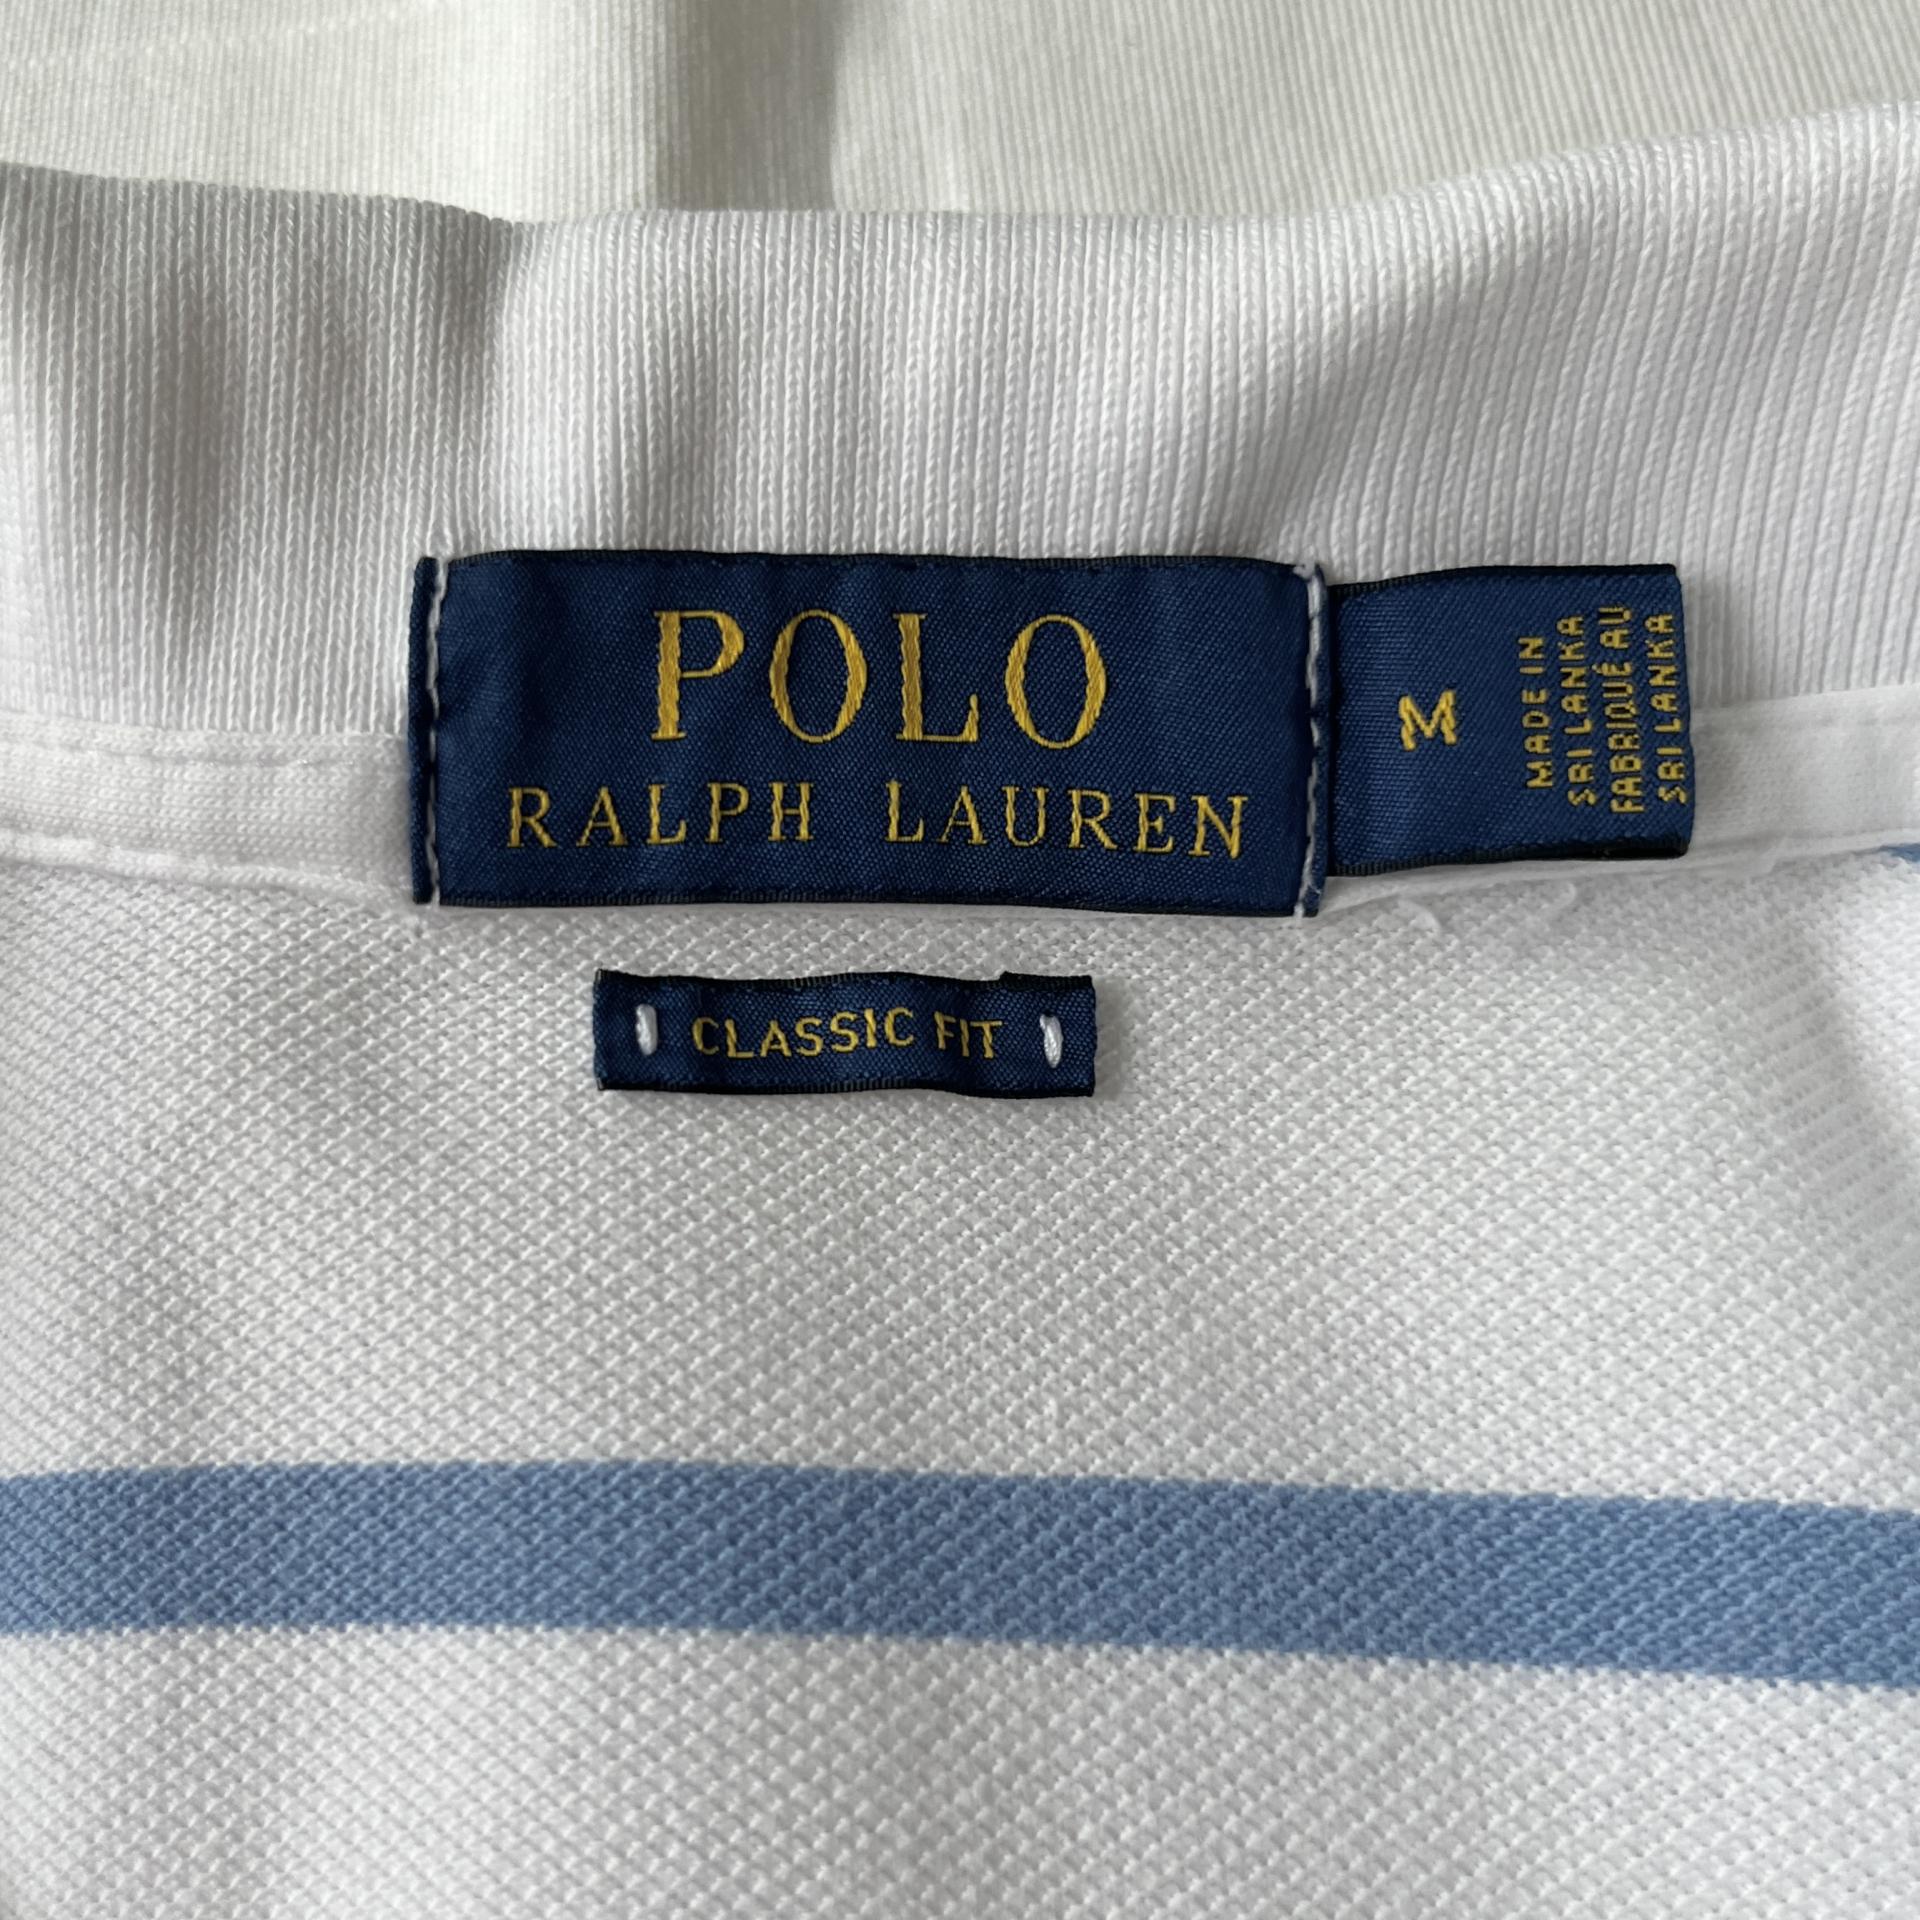 POLO
RALPH LAUREN
M
MADE IN
SRI LANKA
FABRIQUÉ AU
SRI LANKA
CLASSIC FIT